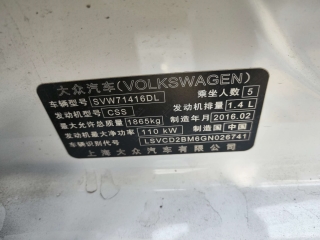 大众汽车(VOLKSWAGEN)
车辆型号 SVW71416DL 乘坐人数 5
发动机型号 CSS 发动机排量 1.4 L
最大允许总质量 1865kg 制造年月 2016.02
发动机最大净功率 110 kW 制造国 中国
车辆识别代号 LSVCD2BM6GN026741
上海大众汽车有限公司